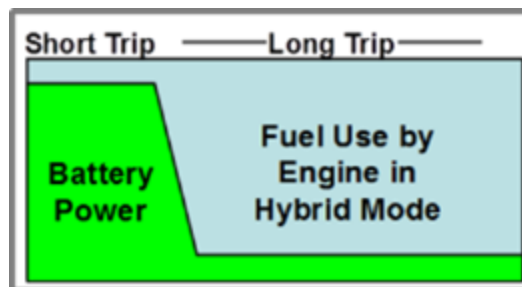 Short Trip Long Trip
Battery
Power
Fuel Use by
Engine in
Hybrid Mode